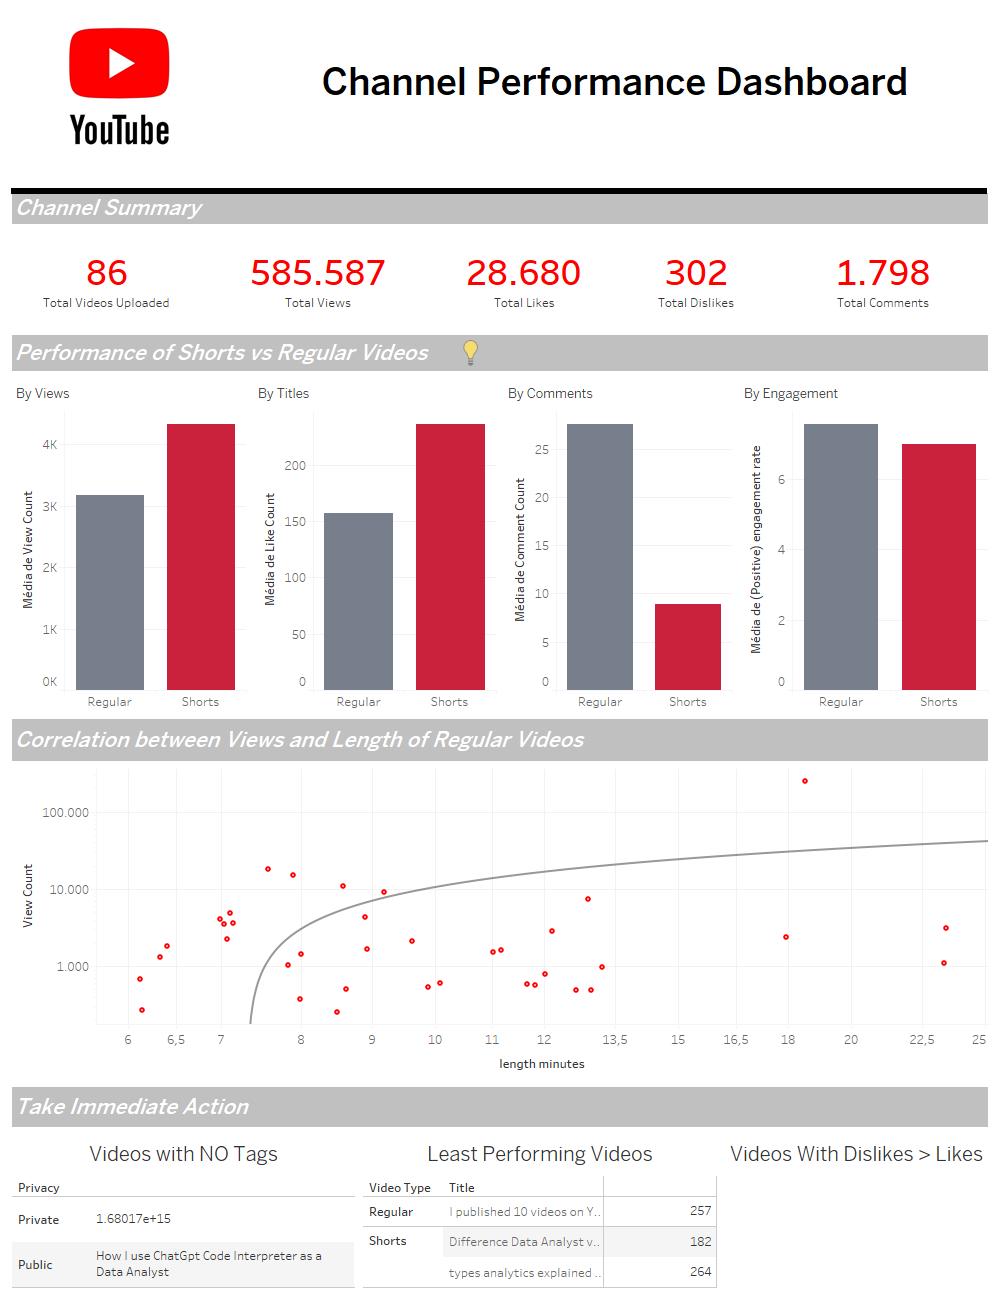 YouTube
Channel Performance Dashboard
Channel Summary
86
585.587
28.680
302
1.798
Total Videos Uploaded
Total Views
Total Likes
Total Dislikes
Total Comments
Performance of Shorts vs Regular Videos
By Views
4K
3K
2K
1K
0K
Média de View Count
Regular
Shorts
By Titles
200
150
100
50
0
Média de Like Count
Regular
Shorts
By Comments
25
20
15
10
5
0
Média de Comment Count
Regular
Shorts
By Engagement
6
4
2
0
Média de (Positive) engagement rate
Regular
Shorts
Correlation between Views and Length of Regular Videos
100.000
10.000
1.000
View Count
6
6,5
7
8
9
10
11
12
13,5
15
16,5
18
20
22,5
25
length minutes
Take Immediate Action
Videos with NO Tags
Privacy
Private
1.68017e+15
Public
How I use ChatGpt Code Interpreter as a
Data Analyst
Least Performing Videos
Video Type
Title
Regular
I published 10 videos on Y..
257
Shorts
Difference Data Analyst v..
182
types analytics explained ..
264
Videos With Dislikes > Likes